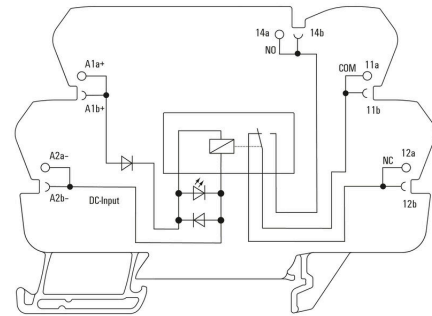 14a 14b
NO
A1a+
COM 11a
A1b+
11b
12a
A2a-
NC
A2b-
DC-Input
12b